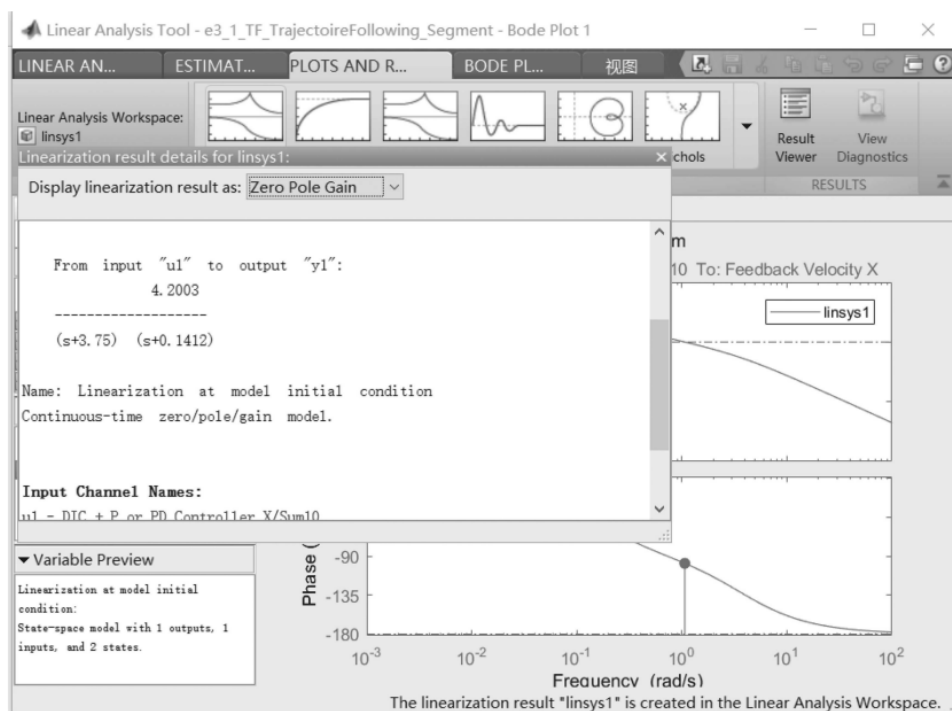 Linear Analysis Tool - e3_1_TF_TrajectoireFollowing_Segment - Bode Plot 1
LINEAR AN... ESTIMAT... PLOTS AND R... BODE PL... 视图
Linear Analysis Workspace:
linsys1
chols
Result
Viewer
View
Diagnostics
RESULTS
Linearization result details for linsys1:
Display linearization result as: Zero Pole Gain
From input "u1" to output "y1":
4.2003
-------------------
(s+3.75) (s+0.1412)
Name: Linearization at model initial condition
Continuous-time zero/pole/gain model.
Input Channel Names:
u1 - DIC + P or PD Controller X/Sum10
m
10 To: Feedback Velocity X
linsys1
Variable Preview
Linearization at model initial
condition:
State-space model with 1 outputs, 1
inputs, and 2 states.
Phase (
-90
-135
-180
10-3 10-2 10-1 100 101 102
Frequency (rad/s)
The linearization result "linsys1" is created in the Linear Analysis Workspace.